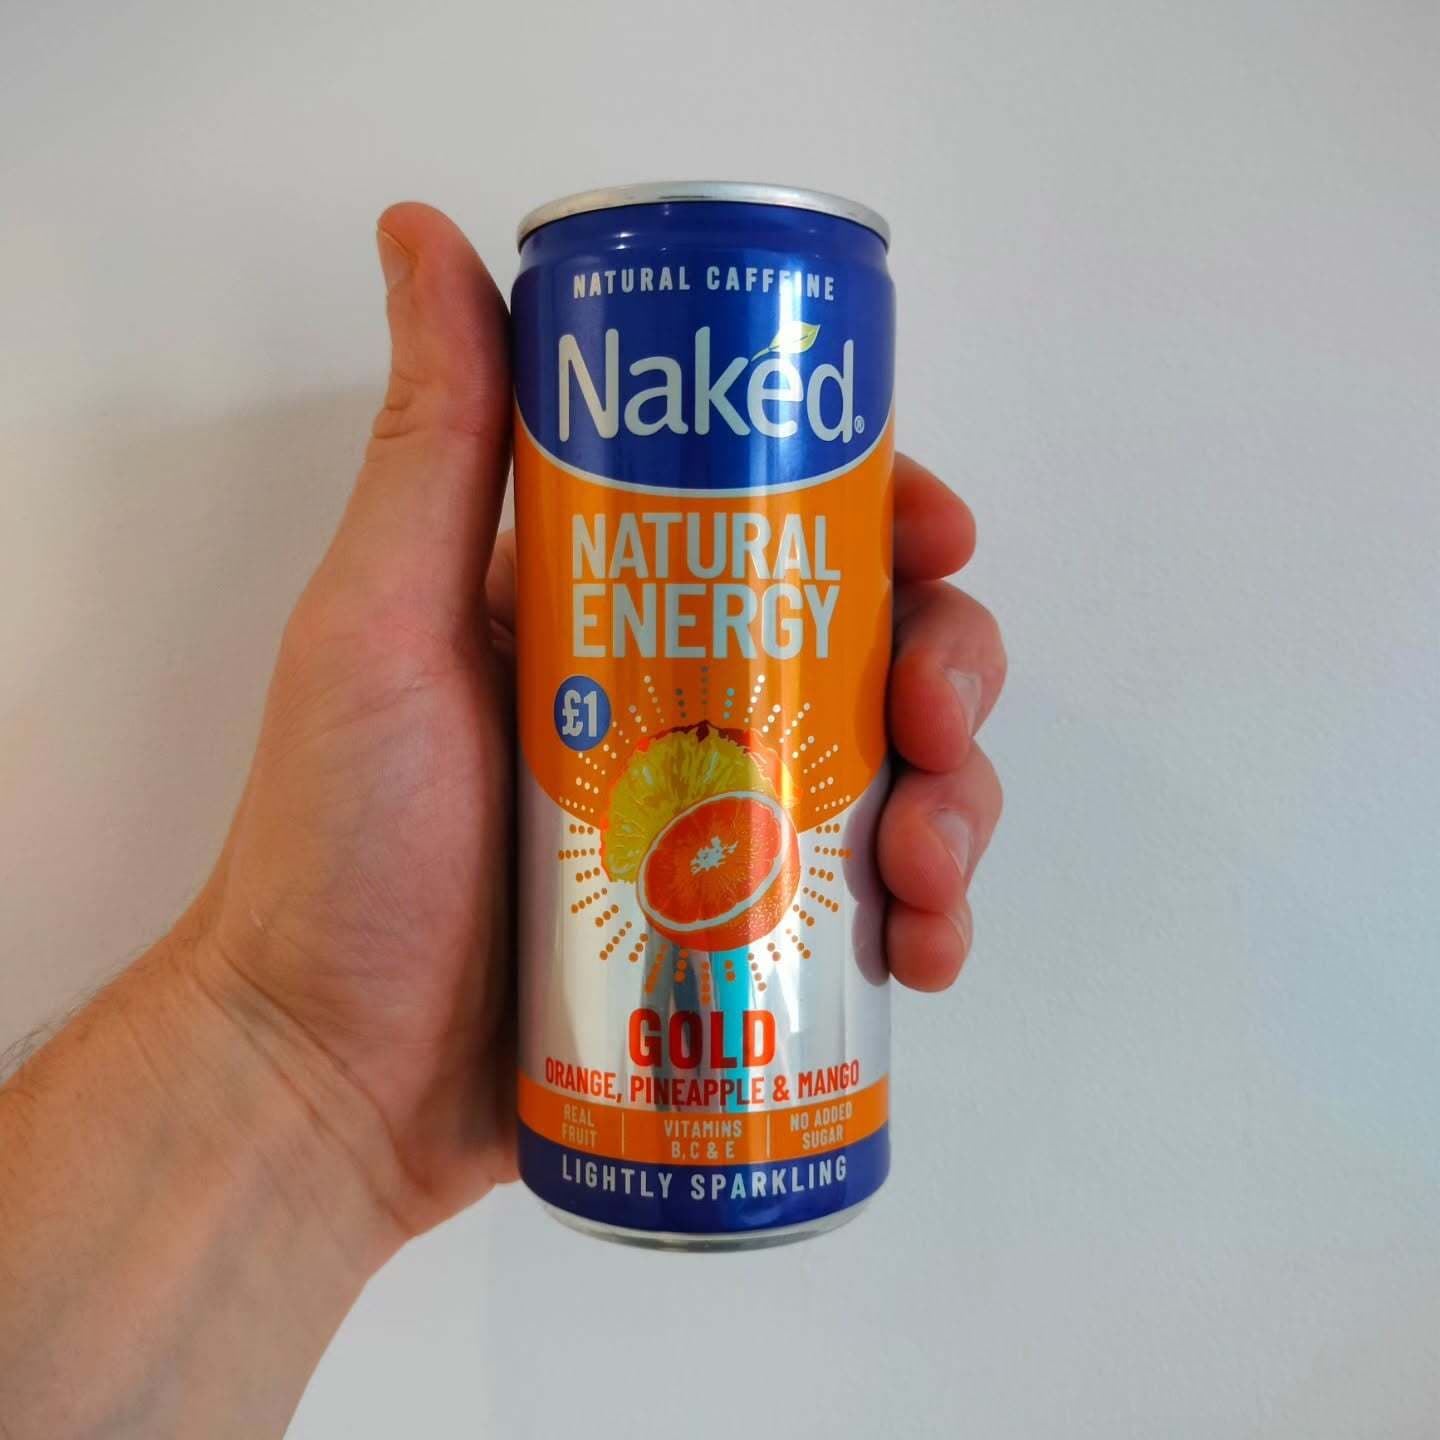 NATURAL CAFFEINE
Naked®
NATURAL
ENERGY
£1
GOLD
ORANGE, PINEAPPLE & MANGO
REAL FRUIT
VITAMINS B, C & E
NO ADDED SUGAR
LIGHTLY SPARKLING